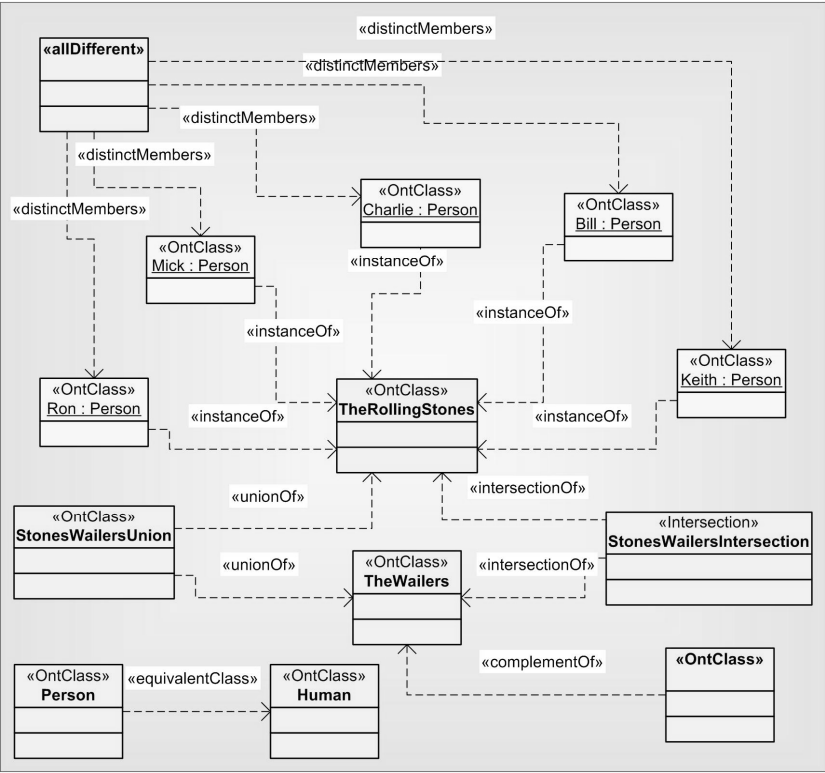 «distinctMembers»
«allDifferent»
«distinctMembers»
«distinctMembers»
«distinctMembers»
«distinctMembers»
«OntClass»
Charlie : Person
«OntClass»
Bill : Person
«OntClass»
Mick : Person
«instanceOf»
«instanceOf»
«instanceOf»
«OntClass»
Keith : Person
«OntClass»
Ron : Person
«OntClass»
TheRollingStones
«instanceOf»
«instanceOf»
«unionOf»
«intersectionOf»
«OntClass»
StonesWailersUnion
«Intersection»
StonesWailersIntersection
«unionOf»
«OntClass»
TheWailers
«intersectionOf»
«complementOf»
«OntClass»
«OntClass»
Person
«equivalentClass»
«OntClass»
Human